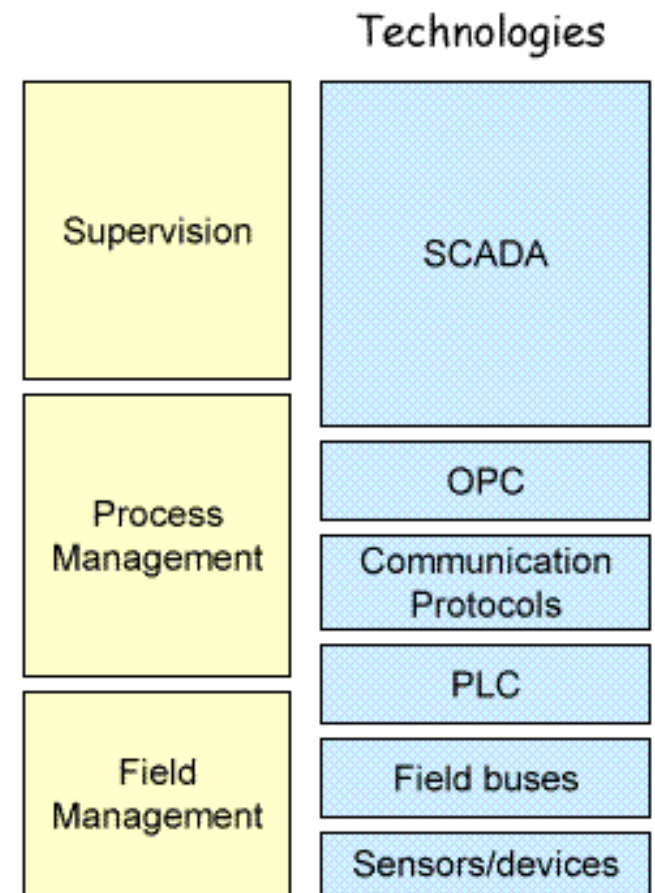 Technologies
Supervision
SCADA
Process
Management
OPC
Communication
Protocols
PLC
Field
Management
Field buses
Sensors/devices